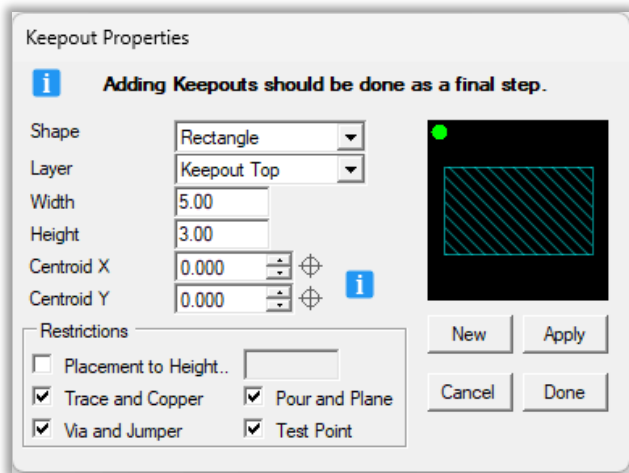 Keepout Properties
Adding Keepouts should be done as a final step.
Shape Rectangle
Layer Keepout Top
Width 5.00
Height 3.00
Centroid X 0.000
Centroid Y 0.000
Restrictions
Placement to Height..
Trace and Copper Pour and Plane
Via and Jumper Test Point
New Apply
Cancel Done